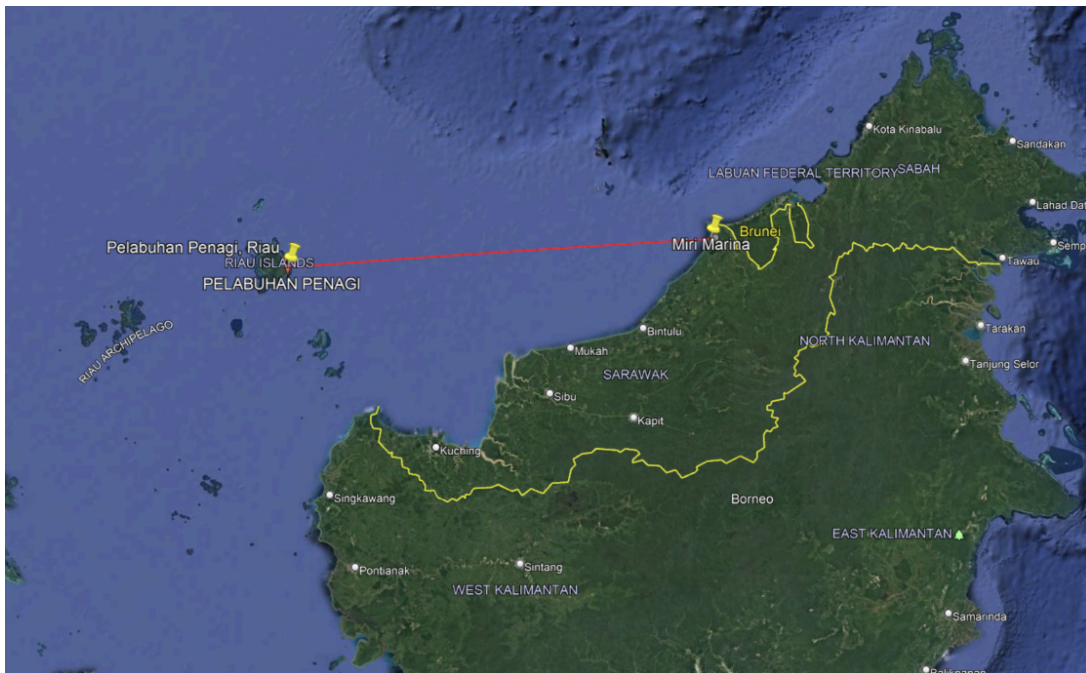 Kota Kinabalu
Sandakan
LABUAN FEDERAL TERRITORY
SABAH
Lahad Dat
Brunei
Miri Marina
Semp
Tawau
Pelabuhan Penagi, Riau
RIAU ISLANDS
PELABUHAN PENAGI
RIAU ARCHIPELAGO
Bintulu
Mukah
Tarakan
NORTH KALIMANTAN
Tanjung Selor
SARAWAK
Sibu
Kapit
Kuching
Singkawang
Borneo
EAST KALIMANTAN
Pontianak
Sintang
WEST KALIMANTAN
Samarinda
Balikpapan